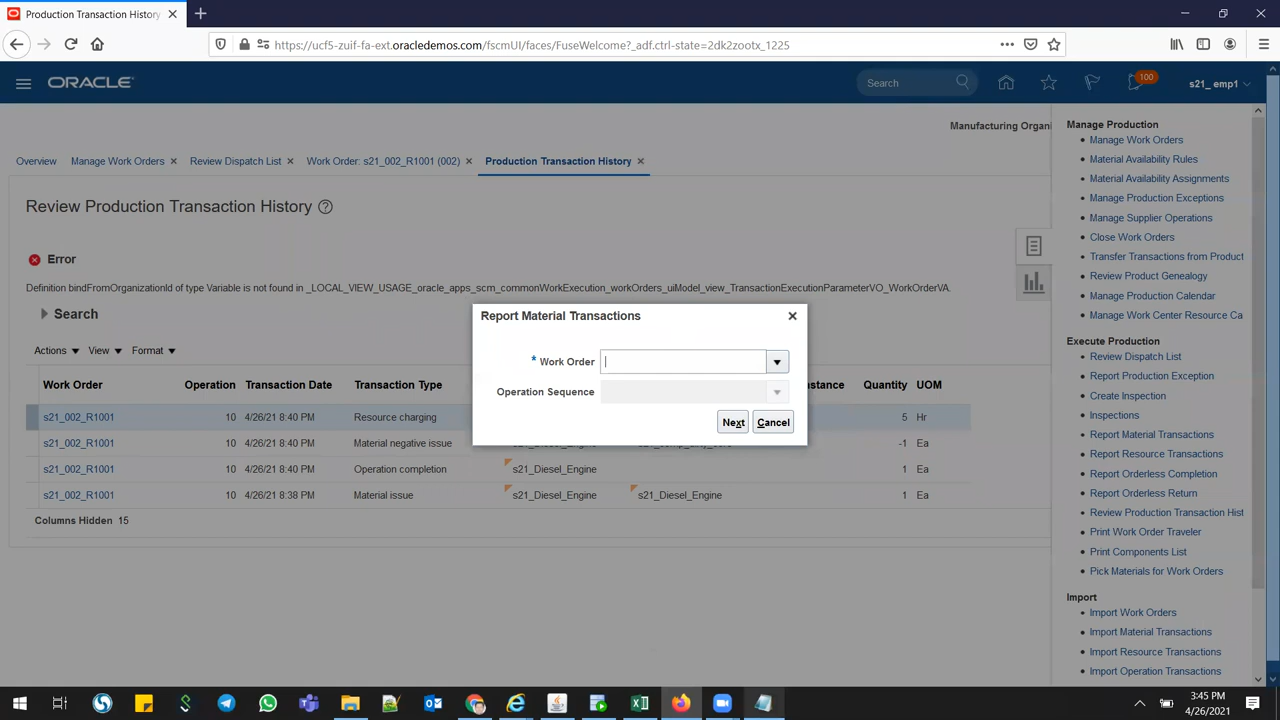 Production Transaction History
https://ucf5-zuif-fa-ext.oracledemos.com/fscmUI/faces/FuseWelcome?_adf.ctrl-state=2dk2zootx_1225
ORACLE
Search
100
s21_ emp1
Manufacturing Organi
Overview Manage Work Orders Review Dispatch List Work Order: s21_002_R1001 (002) Production Transaction History
Review Production Transaction History
Error
Definition bindFromOrganizationId of type Variable is not found in _LOCAL_VIEW_USAGE_oracle_apps_scm_commonWorkExecution_workOrders_uiModel_view_TransactionExecutionParameterVO_WorkOrderVA.
Search
Actions View Format
Work Order Operation Transaction Date Transaction Type stance Quantity UOM
s21_002_R1001 10 4/26/21 8:40 PM Resource charging 5 Hr
s21_002_R1001 10 4/26/21 8:40 PM Material negative issue -1 Ea
s21_002_R1001 10 4/26/21 8:40 PM Operation completion s21_Diesel_Engine 1 Ea
s21_002_R1001 10 4/26/21 8:38 PM Material issue s21_Diesel_Engine s21_Diesel_Engine 1 Ea
Columns Hidden 15
Report Material Transactions
* Work Order
Operation Sequence
Next Cancel
Manage Production
Manage Work Orders
Material Availability Rules
Material Availability Assignments
Manage Production Exceptions
Manage Supplier Operations
Close Work Orders
Transfer Transactions from Product
Review Product Genealogy
Manage Production Calendar
Manage Work Center Resource Ca
Execute Production
Review Dispatch List
Report Production Exception
Create Inspection
Inspections
Report Material Transactions
Report Resource Transactions
Report Orderless Completion
Report Orderless Return
Review Production Transaction Hist
Print Work Order Traveler
Print Components List
Pick Materials for Work Orders
Import
Import Work Orders
Import Material Transactions
Import Resource Transactions
Import Operation Transactions
3:45 PM
4/26/2021